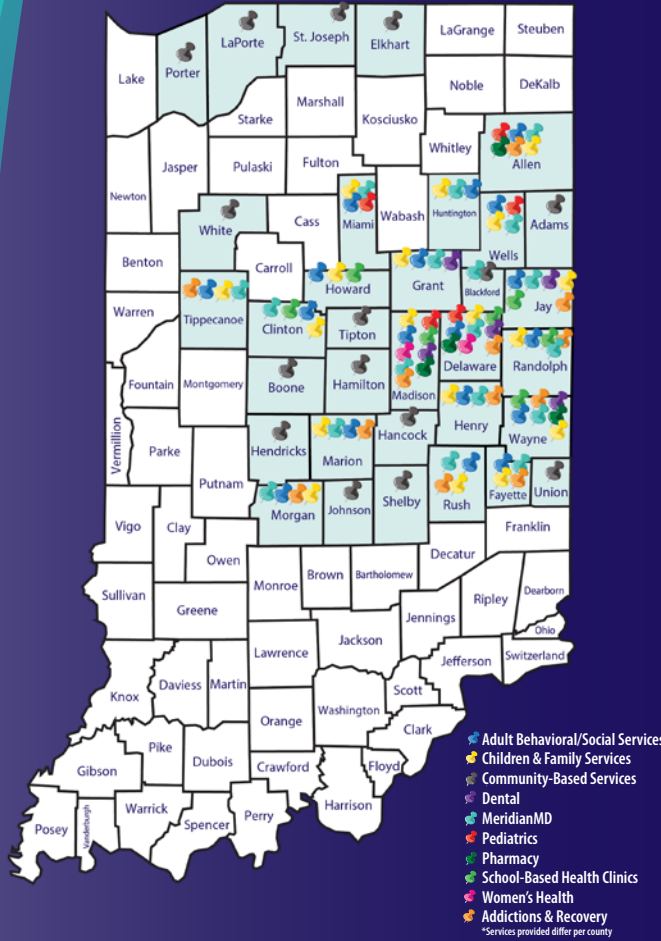 LaGrange
Steuben
St. Joseph
LaPorte
Elkhart
Porter
Lake
Noble
DeKalb
Marshall
Starke
Kosciusko
Whitley
Allen
Fulton
Jasper
Pulaski
Newton
Wabash
Huntington
Miami
Cass
White
Adams
Wells
Benton
Carroll
Howard
Grant
Blackford
Jay
Warren
Tippecanoe
Clinton
Tipton
Delaware
Randolph
Fountain
Montgomery
Boone
Hamilton
Madison
Henry
Wayne
Hancock
Vermillion
Parke
Hendricks
Marion
Putnam
Shelby
Rush
Fayette
Union
Morgan
Johnson
Vigo
Clay
Franklin
Owen
Decatur
Monroe
Brown
Bartholomew
Sullivan
Greene
Dearborn
Ripley
Jennings
Ohio
Jackson
Lawrence
Switzerland
Jefferson
Knox
Daviess
Martin
Scott
Washington
Orange
Clark
Pike
Dubois
Gibson
Crawford
Floyd
Harrison
Warrick
Perry
Spencer
Posey
Vanderburgh
Adult Behavioral/Social Services
Children & Family Services
Community-Based Services
Dental
MeridianMD
Pediatrics
Pharmacy
School-Based Health Clinics
Women's Health
Addictions & Recovery
*Services provided differ per county